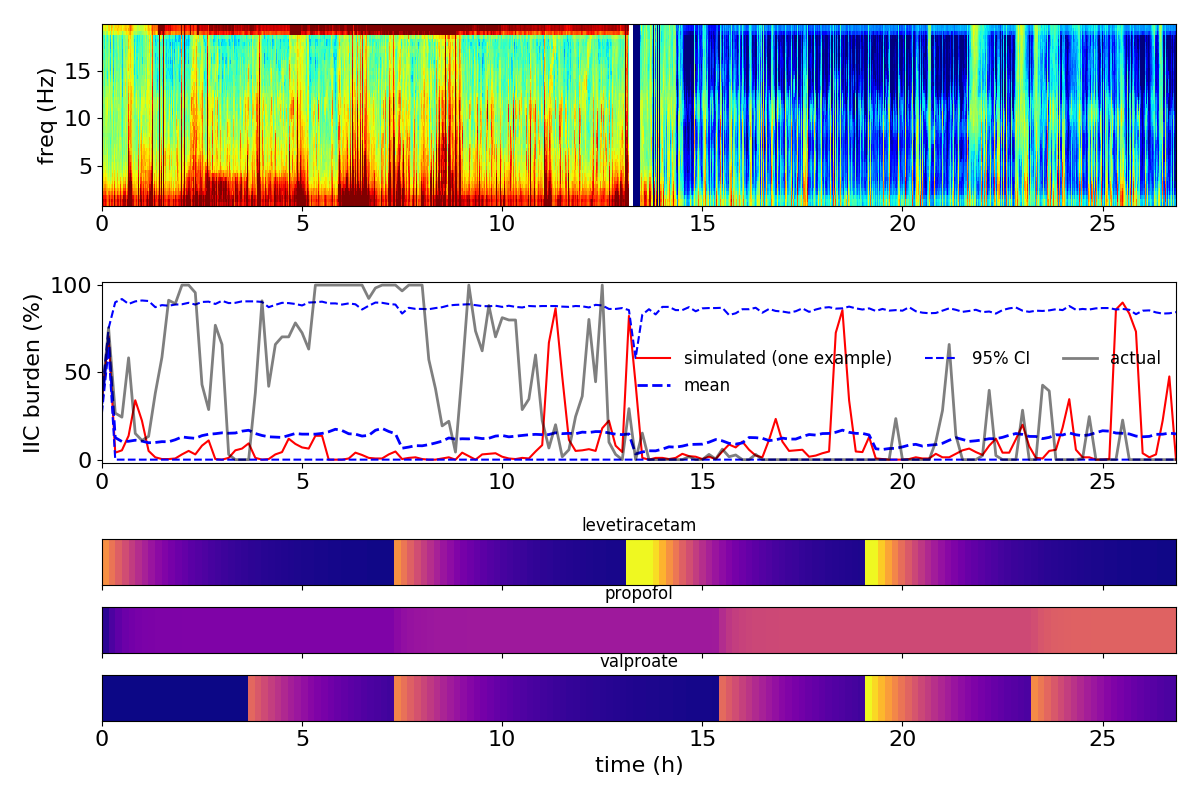 15
10
5
freq (Hz)
0 5 10 15 20 25
100
50
0
IIC burden (%)
simulated (one example) 95% CI actual
mean
0 5 10 15 20 25
levetiracetam
propofol
valproate
0 5 10 15 20 25
time (h)